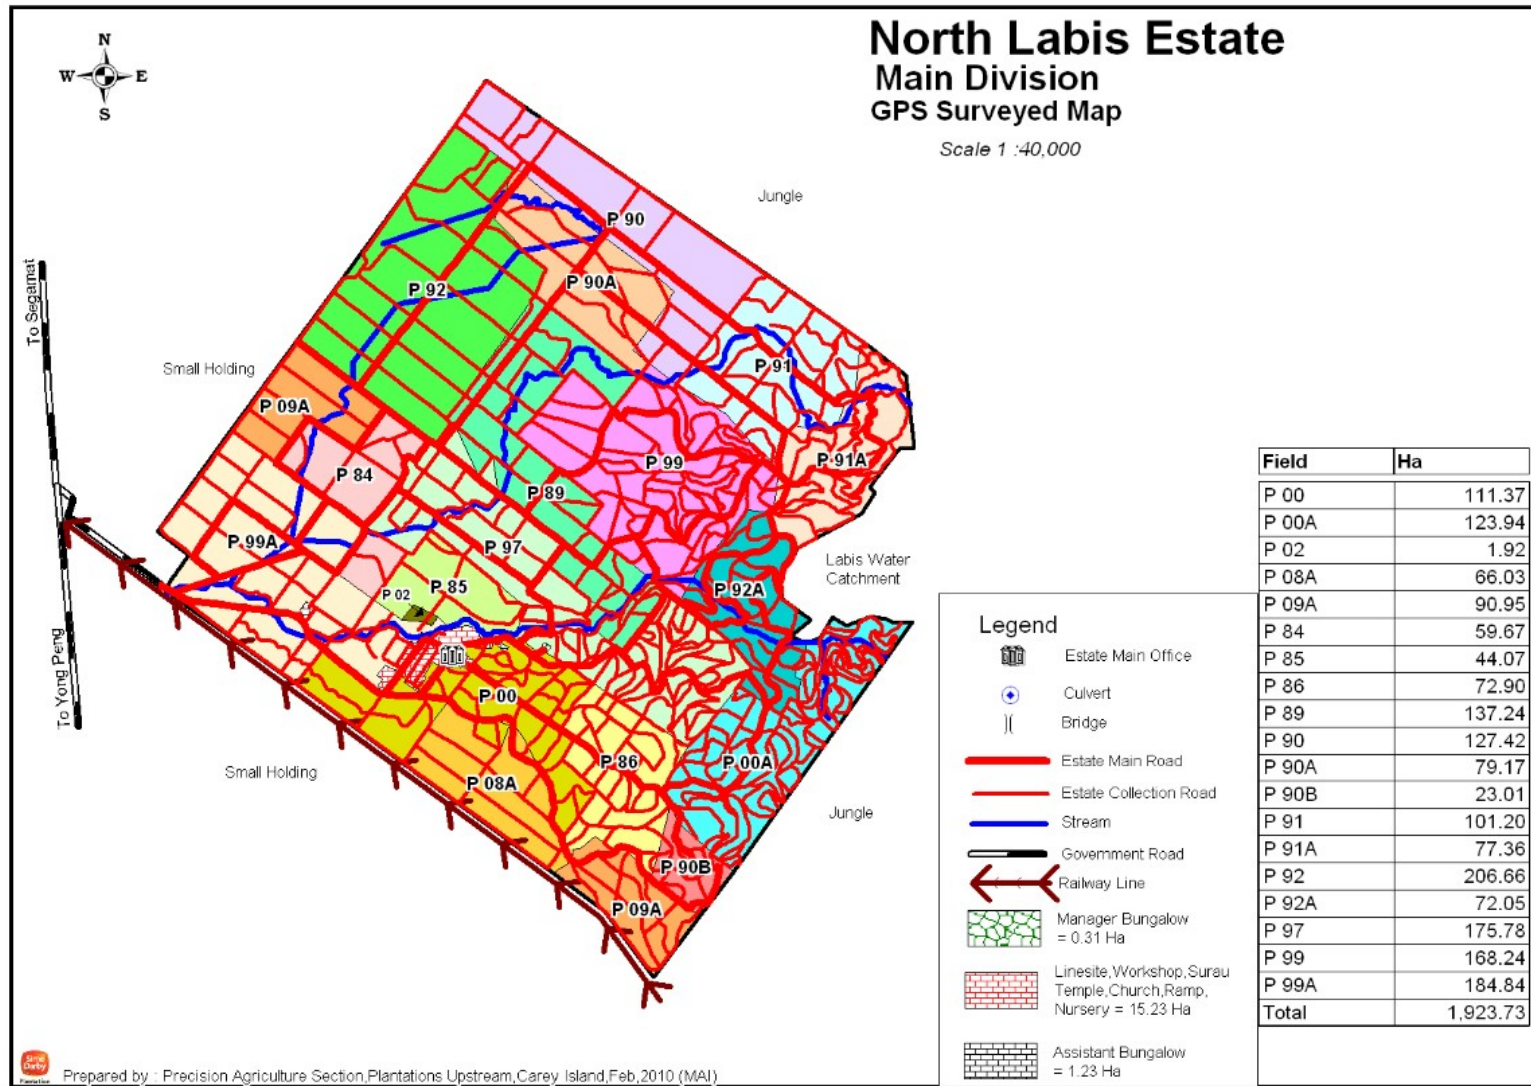 North Labis Estate
Main Division
GPS Surveyed Map
Scale 1 :40,000
N
W E
S
Jungle
To Segamat
Small Holding
P 90
P 90A
P 92
P 91
P 09A
P 84
P 99
P 91A
P 89
P 99A
P 97
P 85
P 02
P 92A
Labis Water
Catchment
To Yong Peng
Small Holding
P 00
P 86
P 00A
P 08A
Jungle
P 90B
P 09A
Legend
Estate Main Office
Culvert
Bridge
Estate Main Road
Estate Collection Road
Stream
Government Road
Railway Line
Manager Bungalow
= 0.31 Ha
Linesite,Workshop,Surau
Temple,Church,Ramp,
Nursery = 15.23 Ha
Assistant Bungalow
= 1.23 Ha
Field Ha
P 00 111.37
P 00A 123.94
P 02 1.92
P 08A 66.03
P 09A 90.95
P 84 59.67
P 85 44.07
P 86 72.90
P 89 137.24
P 90 127.42
P 90A 79.17
P 90B 23.01
P 91 101.20
P 91A 77.36
P 92 206.66
P 92A 72.05
P 97 175.78
P 99 168.24
P 99A 184.84
Total 1,923.73
Sime
Darby
Plantation
Prepared by : Precision Agriculture Section,Plantations Upstream,Carey Island,Feb,2010 (MAI)